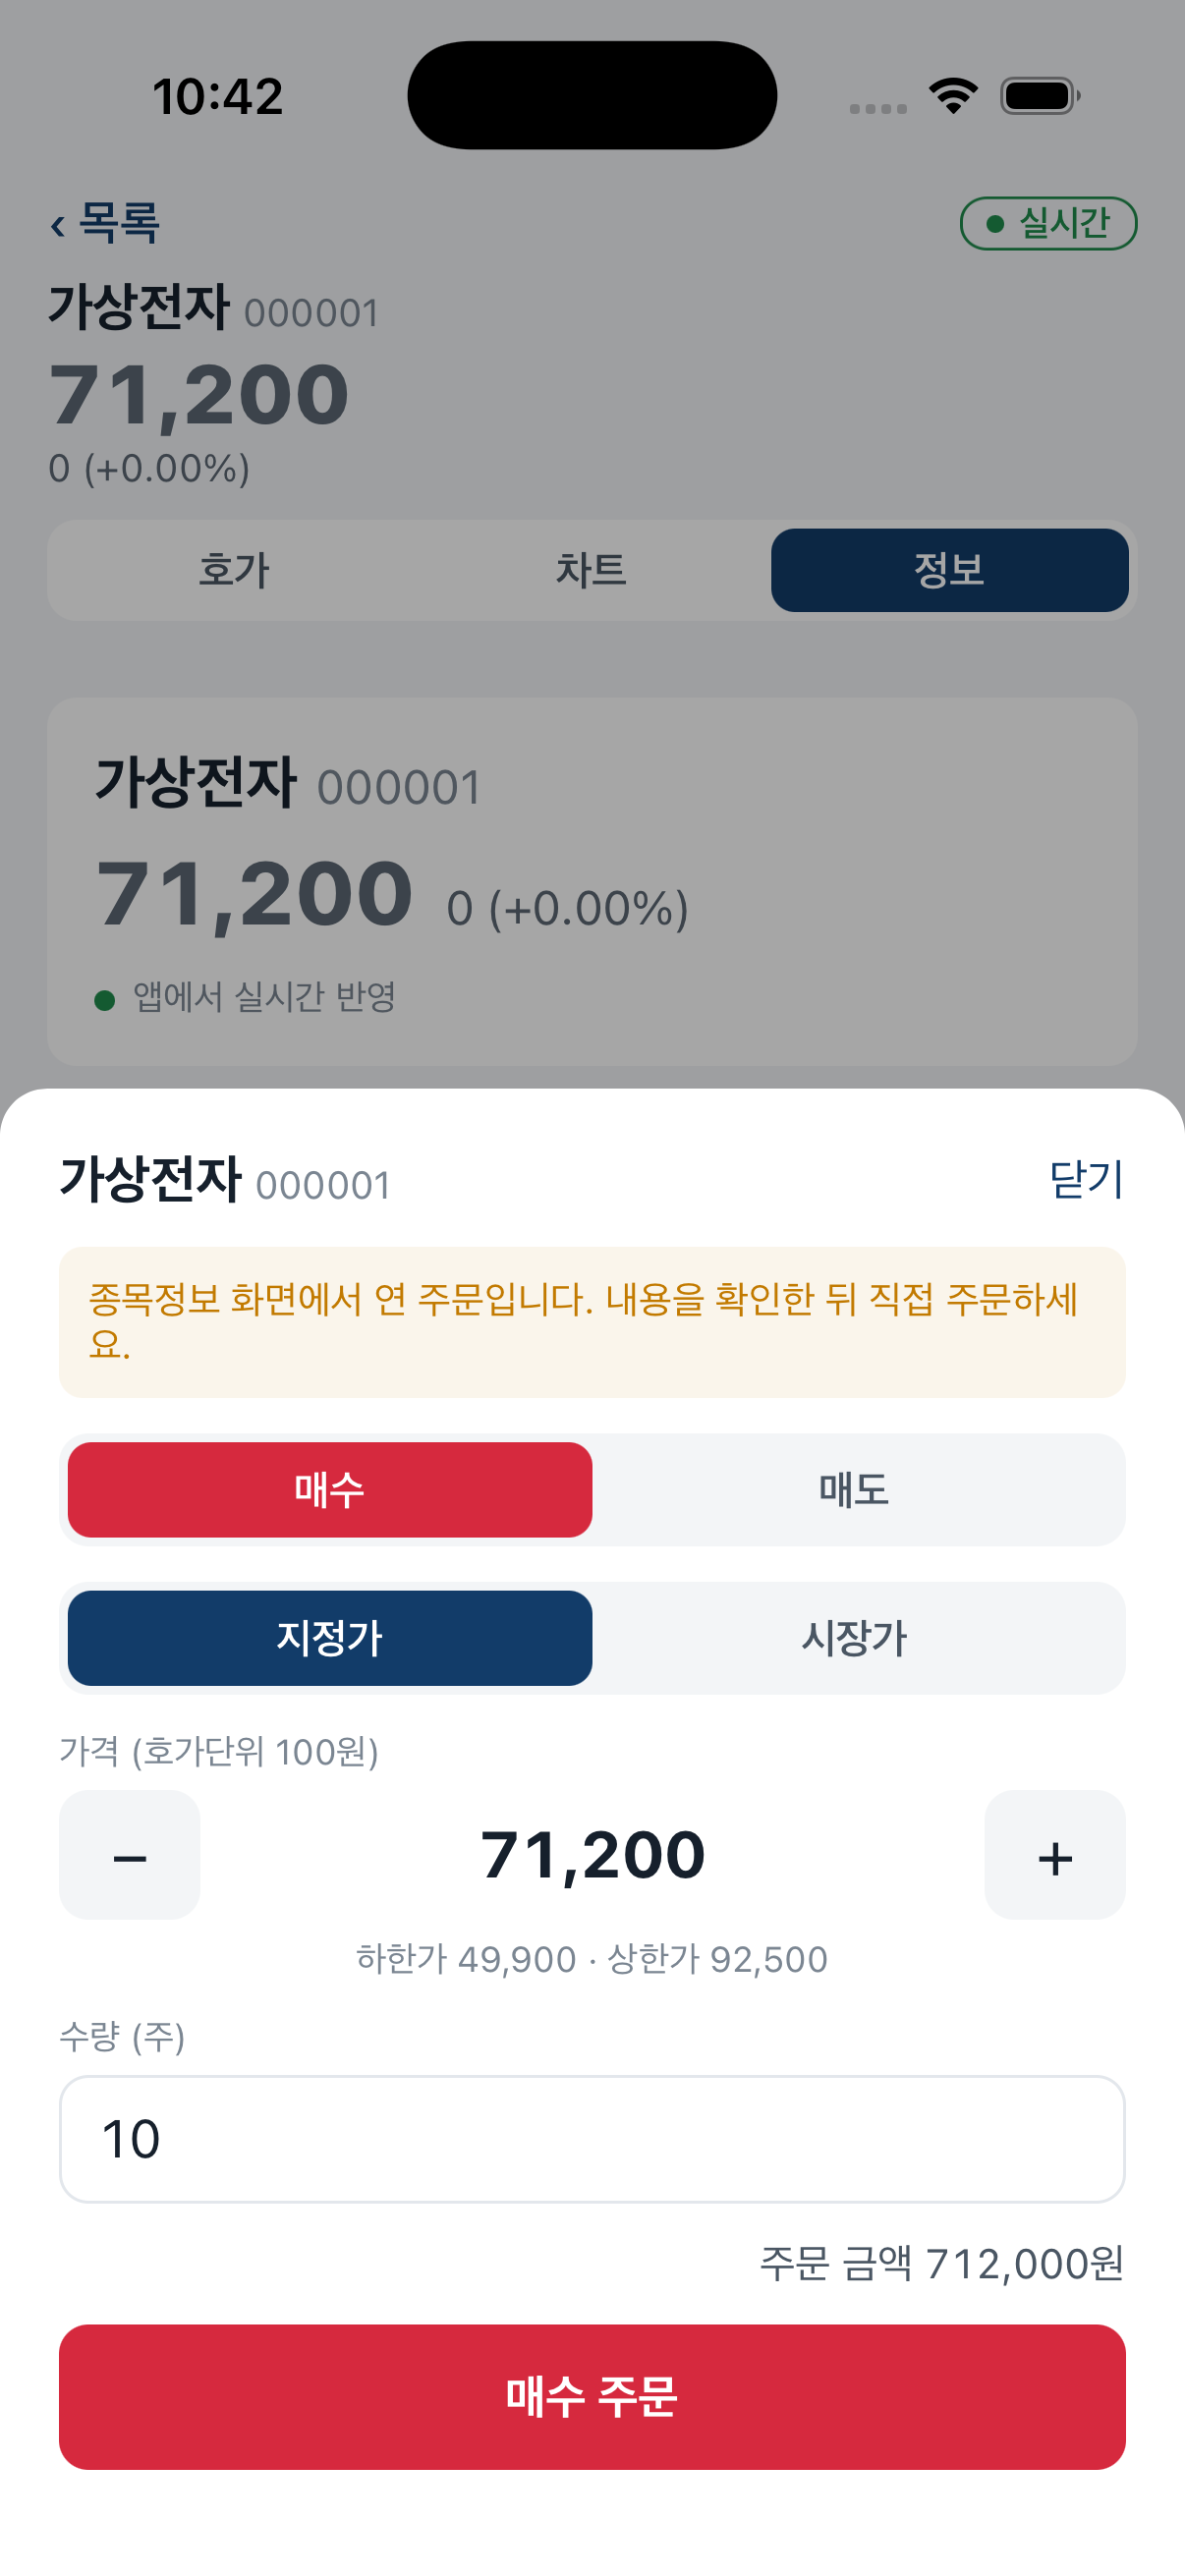 10:42
‹ 목록
실시간
가상전자 000001
71,200
0 (+0.00%)
호가 차트 정보
가상전자 000001
71,200 0 (+0.00%)
앱에서 실시간 반영
가상전자 000001 닫기
종목정보 화면에서 연 주문입니다. 내용을 확인한 뒤 직접 주문하세
요.
매수 매도
지정가 시장가
가격 (호가단위 100원)
− 71,200 +
하한가 49,900 · 상한가 92,500
수량 (주)
10
주문 금액 712,000원
매수 주문